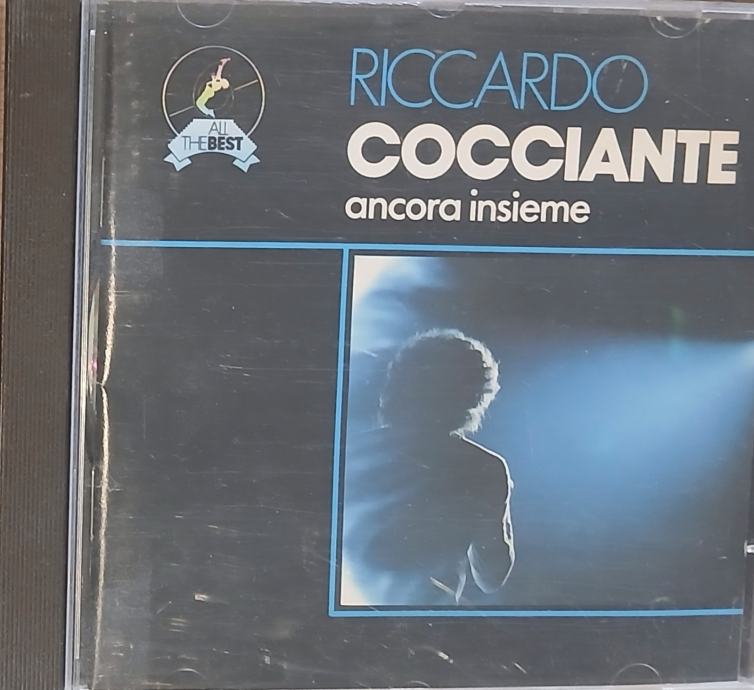 RICCARDO
COCCIANTE
ancora insieme
ALL
THE BEST